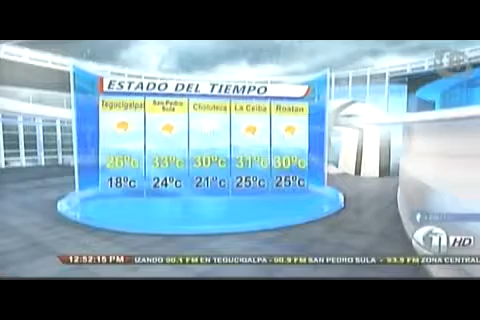 ESTADO DEL TIEMPO
Tegucigalpa San Pedro Sula Choluteca La Ceiba Roatan
26ºc 33ºc 30ºc 31ºc 30ºc
18ºc 24ºc 21ºc 25ºc 25ºc
HD
12:52:15 PM IZANDO 90.1 FM EN TEGUCIGALPA - 90.9 FM SAN PEDRO SULA - 93.9 FM ZONA CENTRAL